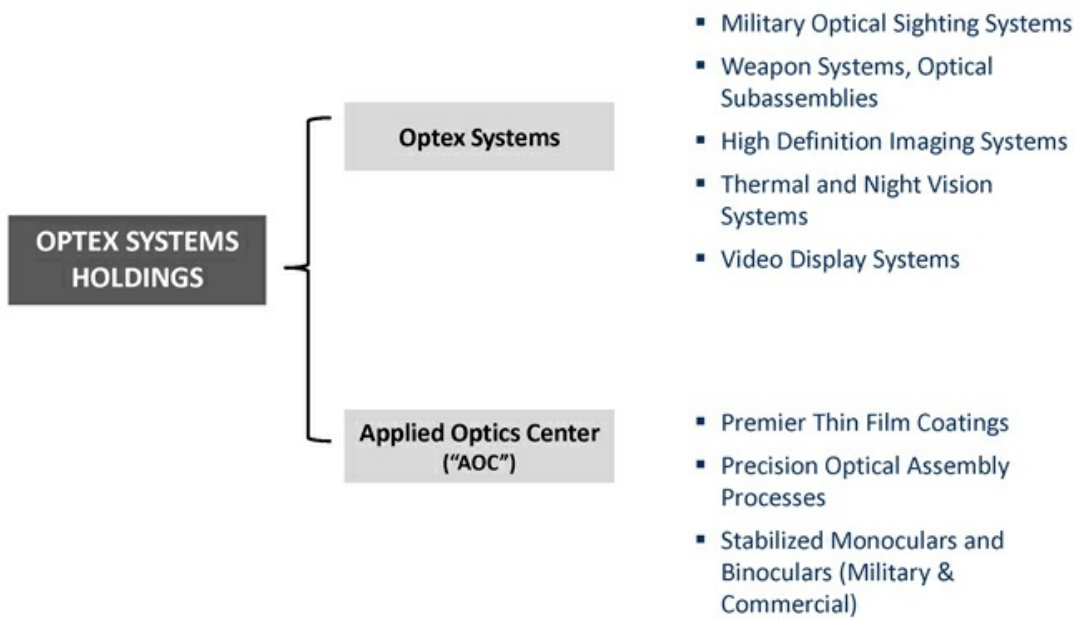 OPTEX SYSTEMS
HOLDINGS
Optex Systems
▪ Military Optical Sighting Systems
▪ Weapon Systems, Optical
Subassemblies
▪ High Definition Imaging Systems
▪ Thermal and Night Vision
Systems
▪ Video Display Systems
Applied Optics Center
(“AOC”)
▪ Premier Thin Film Coatings
▪ Precision Optical Assembly
Processes
▪ Stabilized Monoculars and
Binoculars (Military &
Commercial)